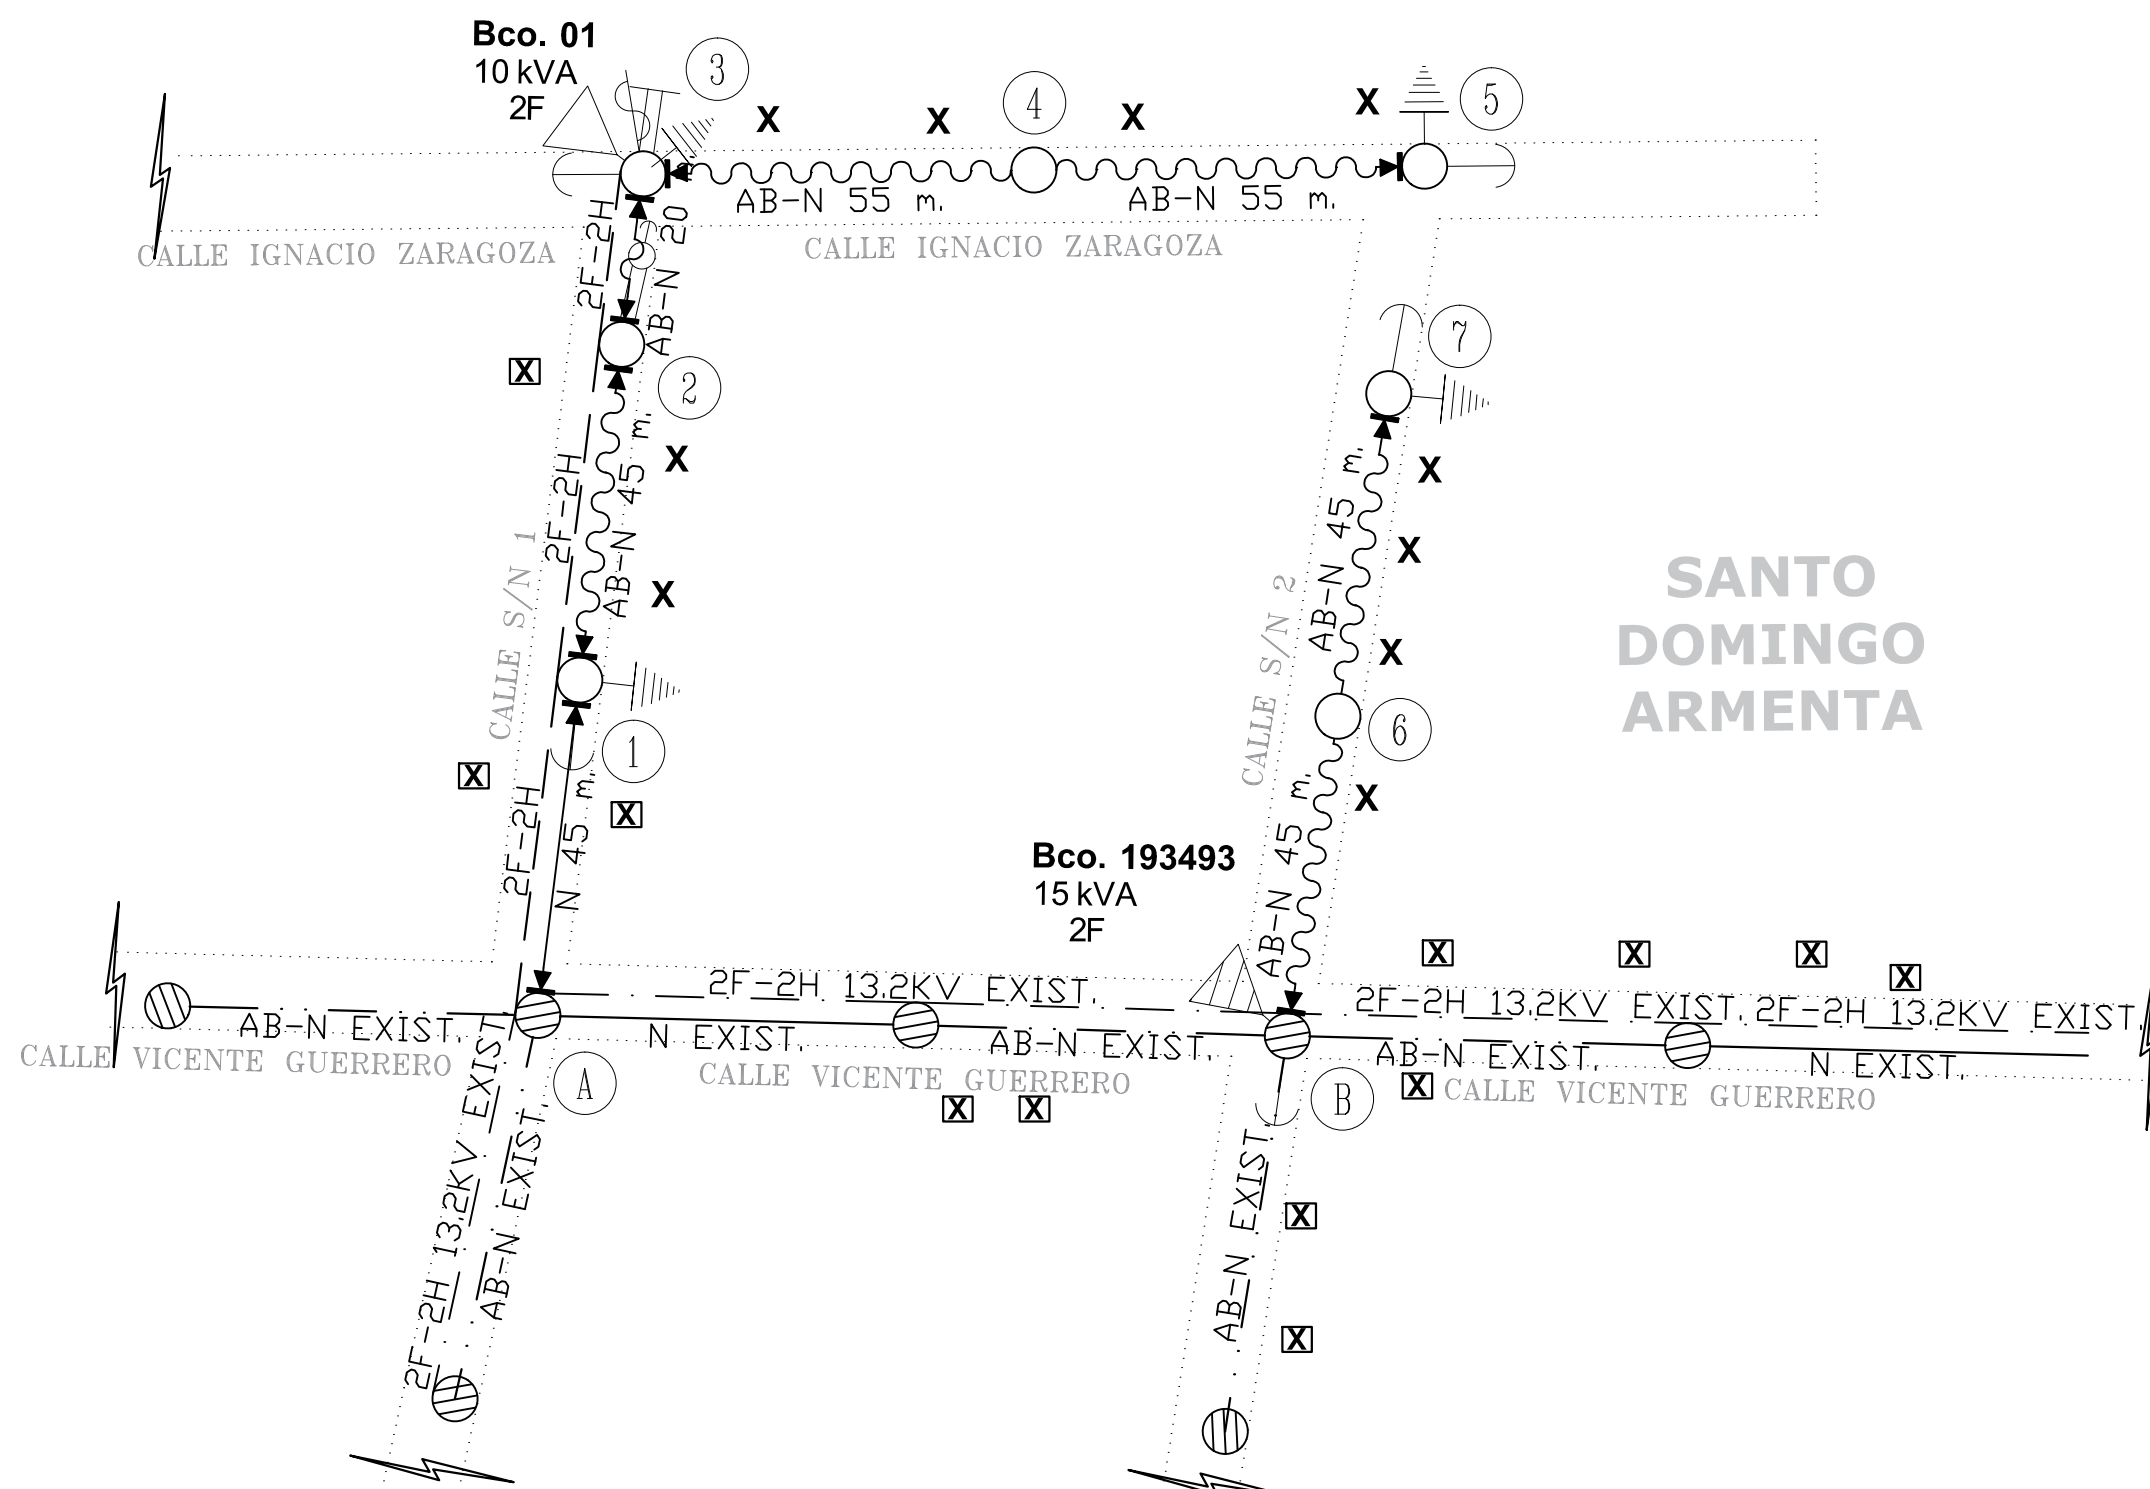 Bco. 01
10 kVA
2F
3
X
X
4
X
X
5
AB-N 55 m.
AB-N 55 m.
CALLE IGNACIO ZARAGOZA
CALLE IGNACIO ZARAGOZA
2F-2H
AB-N 20 m.
X
2
7
2F-2H
AB-N 45 m.
X
X
CALLE S/N 1
AB-N 45 m.
X
X
X
SANTO
DOMINGO
ARMENTA
CALLE S/N 2
1
6
X
X
X
2F-2H
N 45 m.
AB-N 45 m.
Bco. 193493
15 kVA
2F
X
X
X
X
2F-2H 13.2KV EXIST.
2F-2H 13.2KV EXIST.
2F-2H 13.2KV EXIST.
AB-N EXIST.
N EXIST.
AB-N EXIST.
AB-N EXIST.
N EXIST.
CALLE VICENTE GUERRERO
CALLE VICENTE GUERRERO
CALLE VICENTE GUERRERO
A
B
X
X
X
2F-2H 13.2KV EXIST.
AB-N EXIST.
AB-N EXIST.
X
X